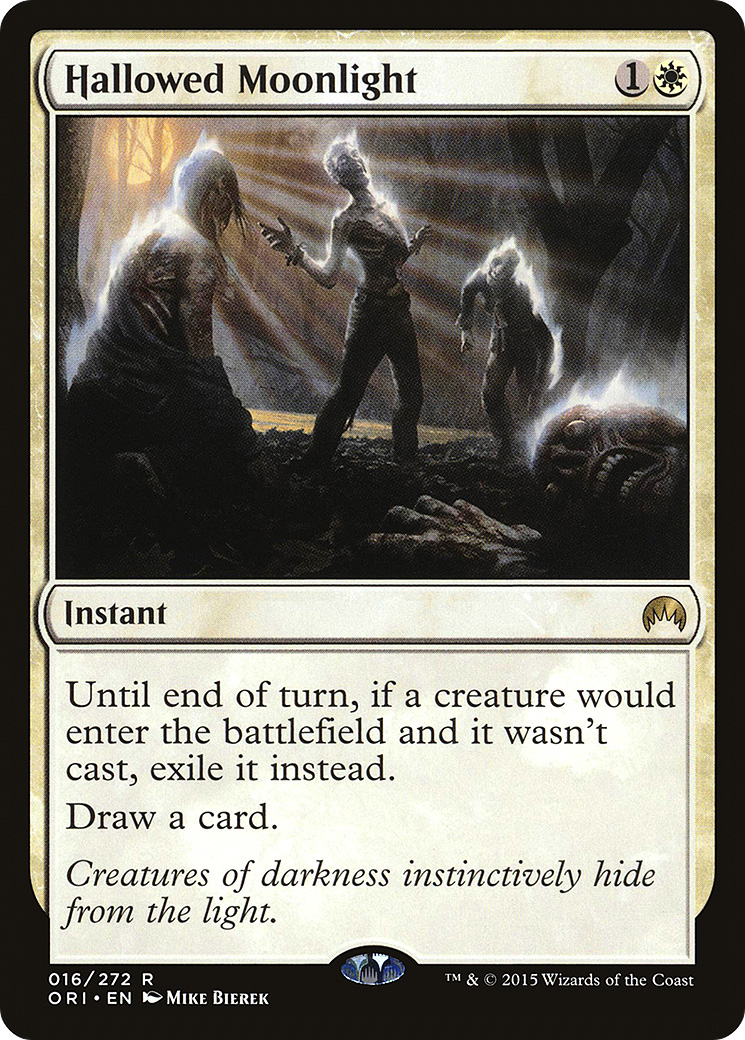 Hallowed Moonlight 1
Instant
Until end of turn, if a creature would
enter the battlefield and it wasn't
cast, exile it instead.
Draw a card.
Creatures of darkness instinctively hide
from the light.
016/272 R
ORI • EN Mike Bierek
™ & © 2015 Wizards of the Coast